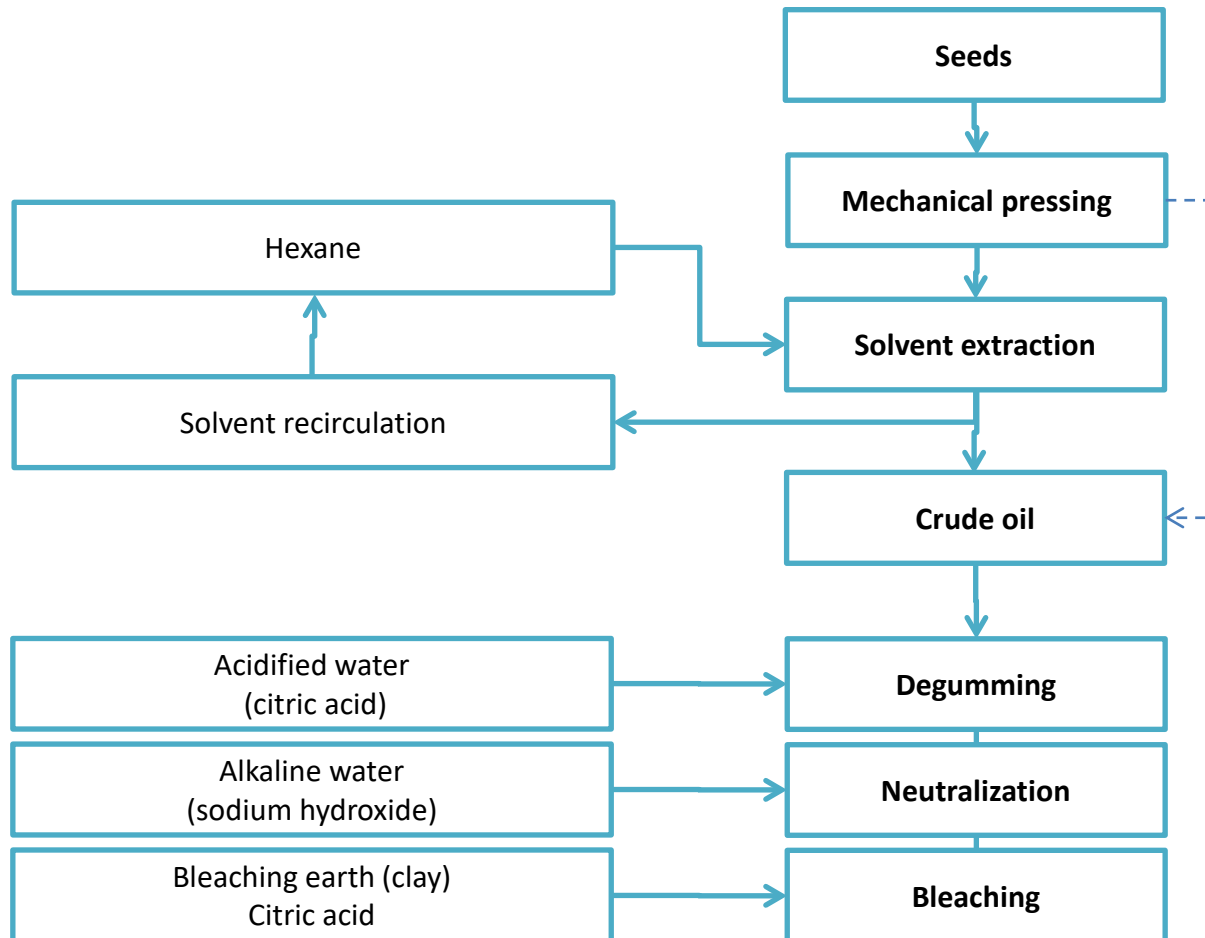 Seeds
Mechanical pressing
Hexane
Solvent extraction
Solvent recirculation
Crude oil
Acidified water
(citric acid)
Degumming
Alkaline water
(sodium hydroxide)
Neutralization
Bleaching earth (clay)
Citric acid
Bleaching